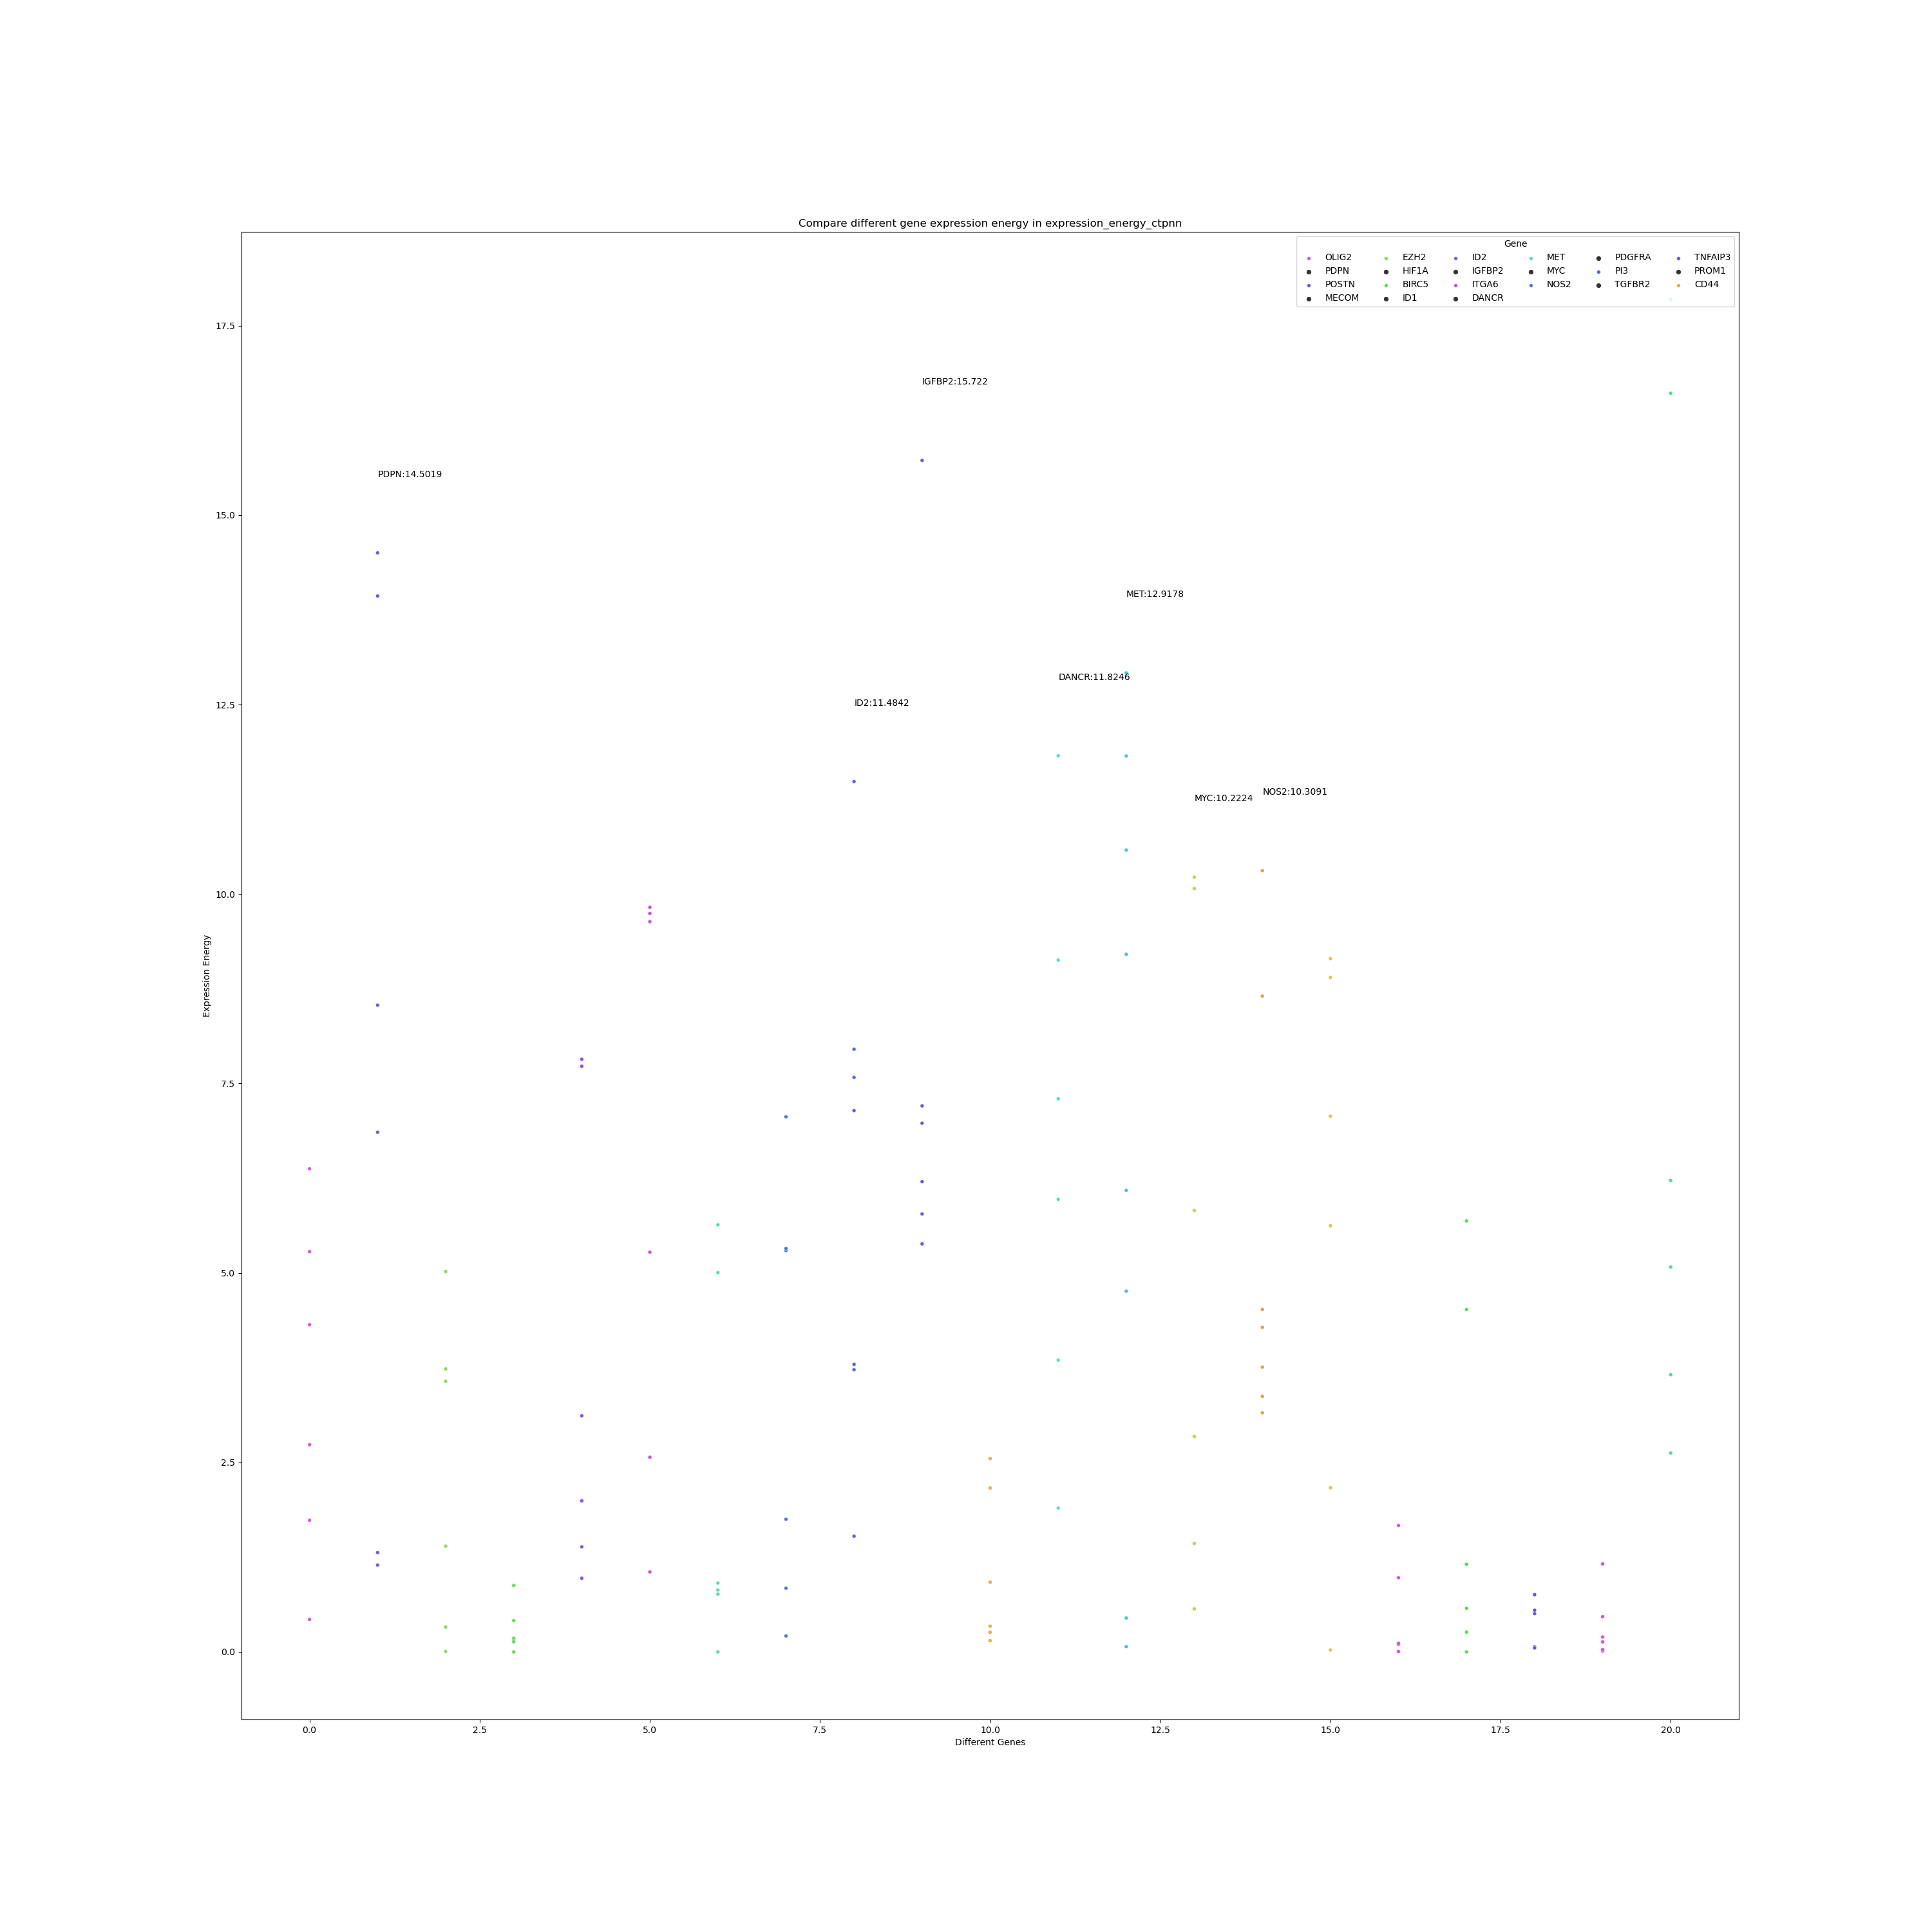 Compare different gene expression energy in expression_energy_ctpnn
Gene
OLIG2 EZH2 ID2 MET PDGFRA TNFAIP3
PDPN HIF1A IGFBP2 MYC PI3 PROM1
POSTN BIRC5 ITGA6 NOS2 TGFBR2 CD44
MECOM ID1 DANCR
17.5
IGFBP2:15.722
PDPN:14.5019
15.0
MET:12.9178
DANCR:11.8246
12.5
ID2:11.4842
NOS2:10.3091
MYC:10.2224
10.0
Expression Energy
7.5
5.0
2.5
0.0
0.0 2.5 5.0 7.5 10.0 12.5 15.0 17.5 20.0
Different Genes